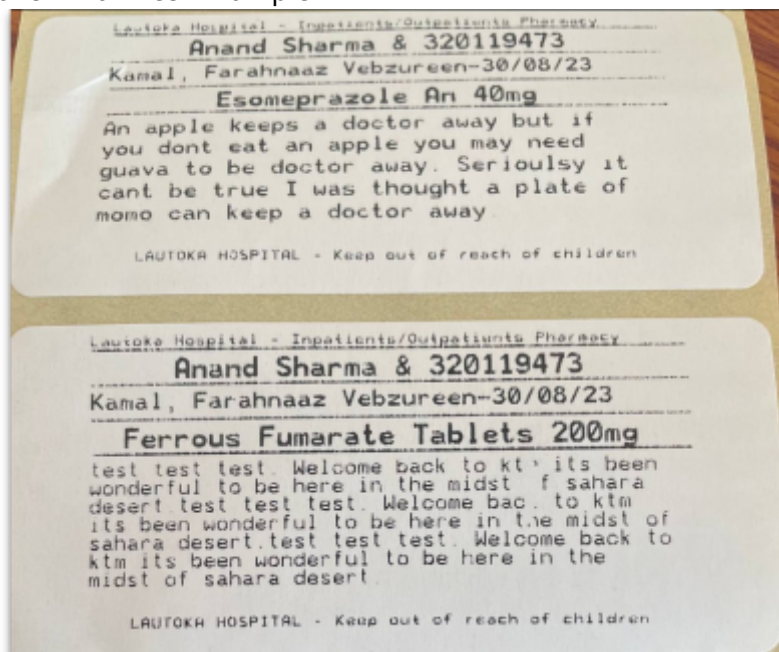 Lautoka Hospital - Inpatients/Outpatiunts Pharmacy
Anand Sharma & 320119473
Kamal, Farahnaaz Vebzureen-30/08/23
Esomeprazole An 40mg
An apple keeps a doctor away but if
you dont eat an apple you may need
guava to be doctor away. Serioulsy it
cant be true I was thought a plate of
momo can keep a doctor away
LAUTOKA HOSPITAL - Keep out of reach of children
Lautoka Hospital - Inpatients/Outpatiunts Pharmacy
Anand Sharma & 320119473
Kamal, Farahnaaz Vebzureen-30/08/23
Ferrous Fumarate Tablets 200mg
test test test. Welcome back to kt its been
wonderful to be here in the midst f sahara
desert.test test test. Welcome bac. to ktm
its been wonderful to be here in the midst of
sahara desert.test test test. Welcome back to
ktm its been wonderful to be here in the
midst of sahara desert.
LAUTOKA HOSPITAL - Keep out of reach of children